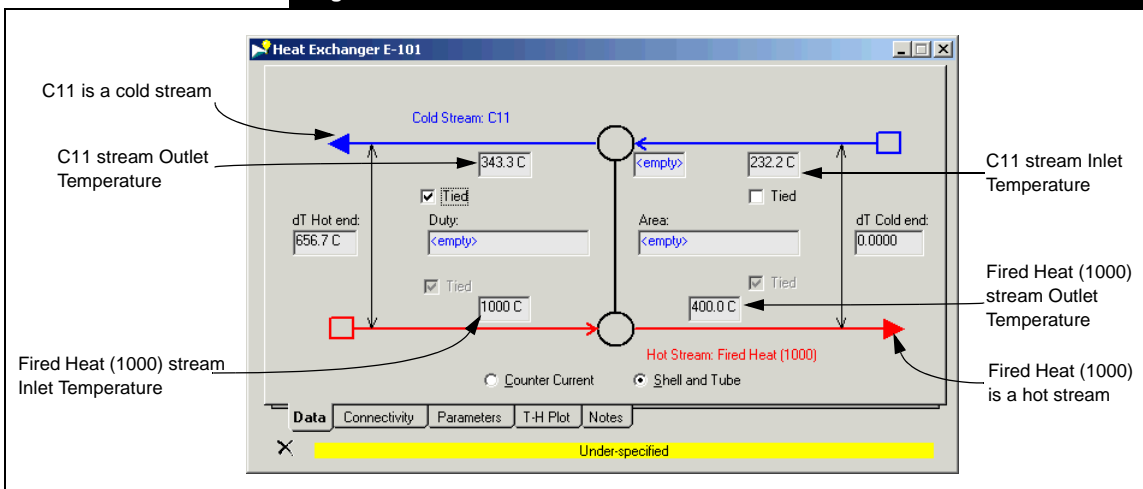 Heat Exchanger E-101
C11 is a cold stream
Cold Stream: C11
C11 stream Outlet
Temperature
343.3 C
<empty>
232.2 C
C11 stream Inlet
Temperature
Tied
Tied
dT Hot end:
656.7 C
Duty:
<empty>
Area:
<empty>
dT Cold end:
0.0000
Tied
Tied
1000 C
400.0 C
Fired Heat (1000)
stream Outlet
Temperature
Hot Stream: Fired Heat (1000)
Fired Heat (1000) stream
Inlet Temperature
Counter Current
Shell and Tube
Fired Heat (1000)
is a hot stream
Data
Connectivity
Parameters
T-H Plot
Notes
Under-specified